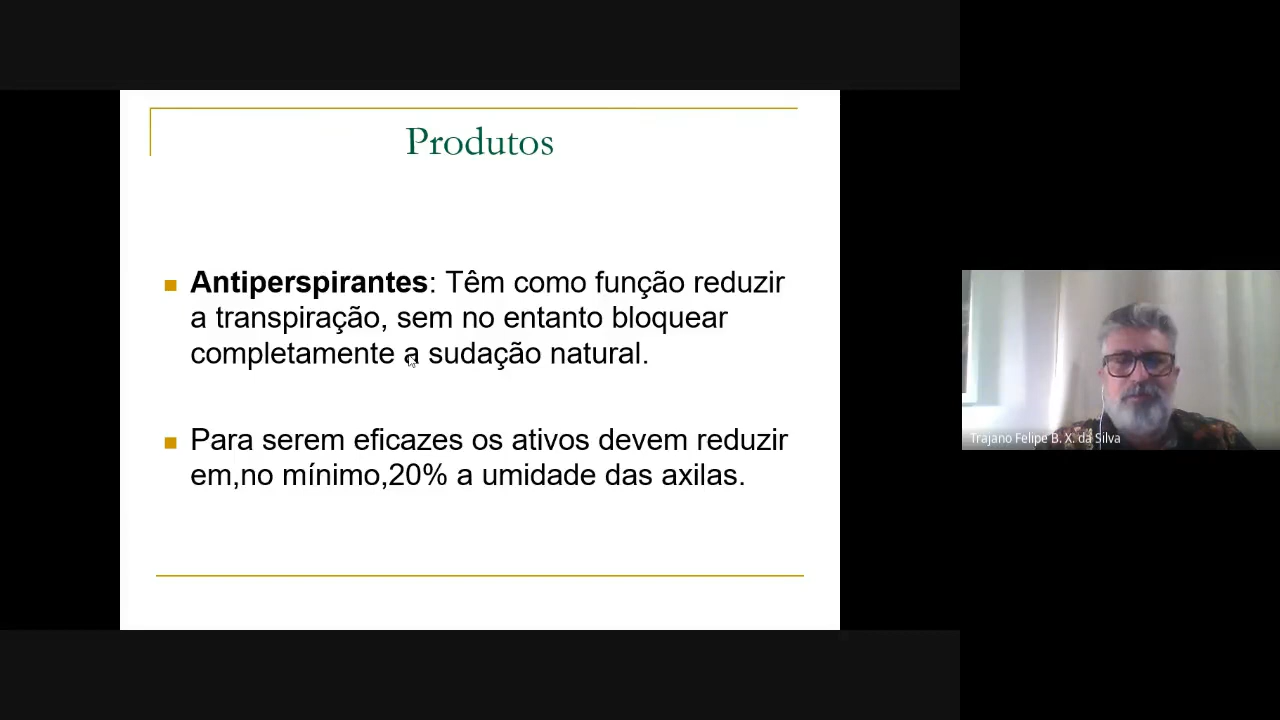 Produtos
Antiperspirantes: Têm como função reduzir
a transpiração, sem no entanto bloquear
completamente a sudação natural.
Para serem eficazes os ativos devem reduzir
em,no mínimo,20% a umidade das axilas.
Trajano Felipe B. X. da Silva